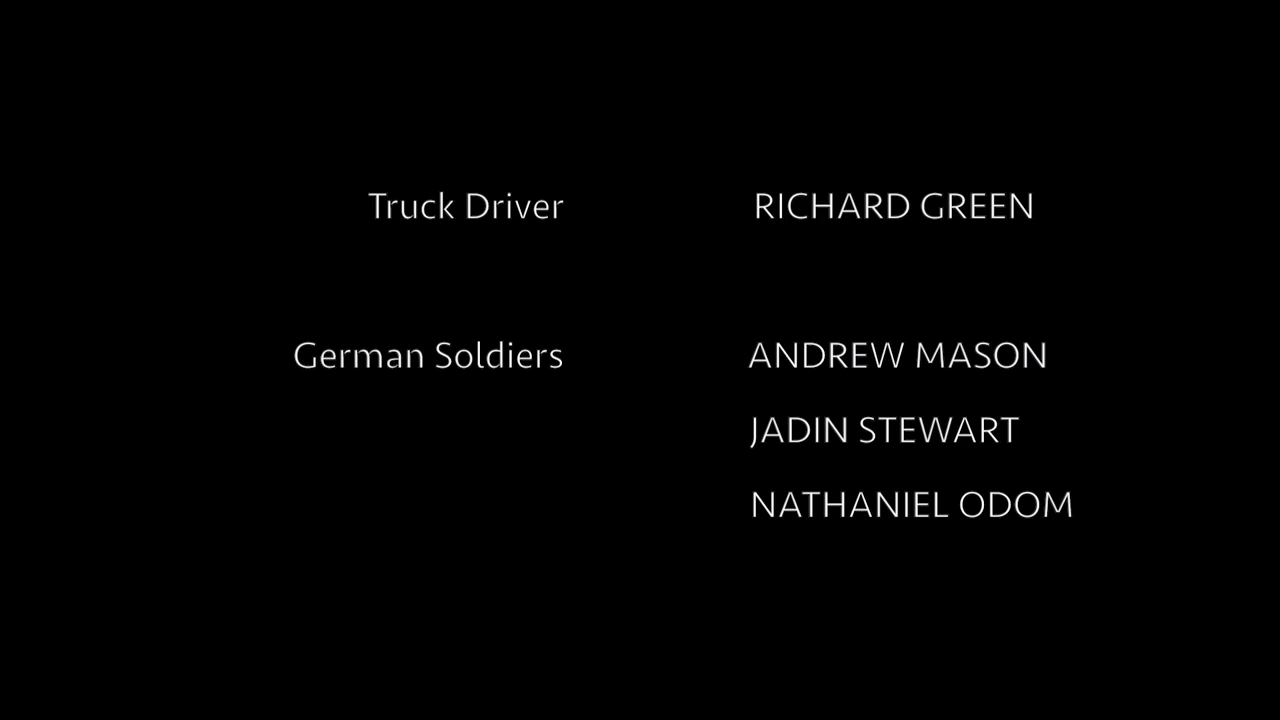 Truck Driver RICHARD GREEN
German Soldiers ANDREW MASON
JADIN STEWART
NATHANIEL ODOM